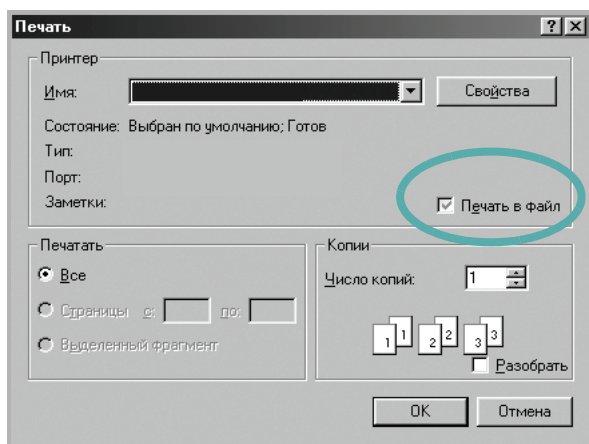 Печать
Принтер
Имя:
Свойства
Состояние: Выбран по умолчанию; Готов
Тип:
Порт:
Заметки:
Печать в файл
Печатать
Все
Страницы с: по:
Выделенный фрагмент
Копии
Число копий: 1
1 1 2 2 3 3
Разобрать
OK Отмена